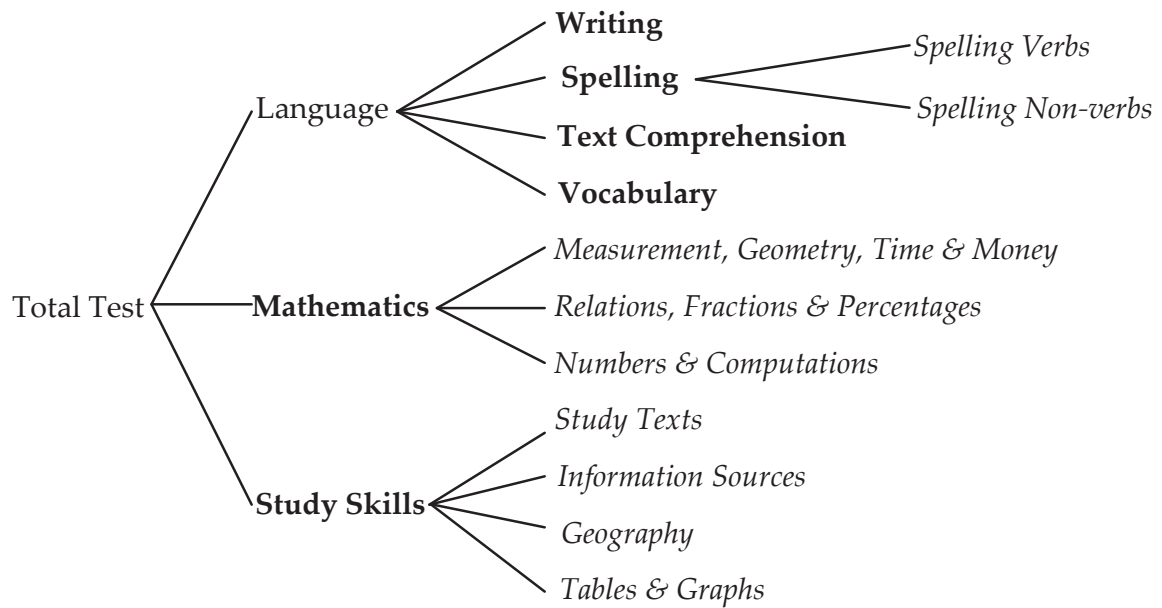 Writing
Spelling Verbs
Spelling
Language
Spelling Non-verbs
Text Comprehension
Vocabulary
Measurement, Geometry, Time & Money
Total Test
Mathematics
Relations, Fractions & Percentages
Numbers & Computations
Study Texts
Information Sources
Study Skills
Geography
Tables & Graphs